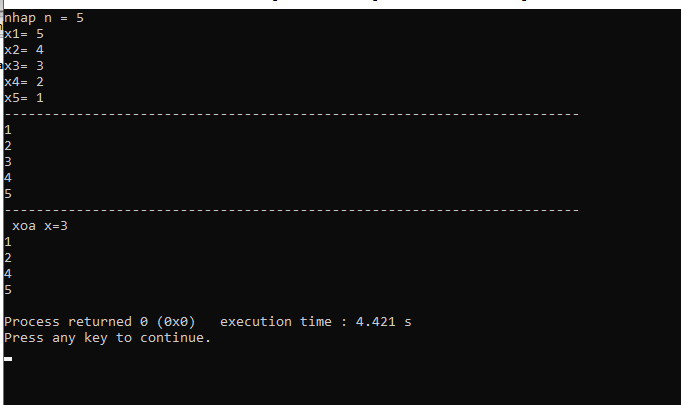 nhap n = 5
x1= 5
x2= 4
x3= 3
x4= 2
x5= 1
------------------------------------------------------------------------
1
2
3
4
5
------------------------------------------------------------------------
xoa x=3
1
2
4
5
Process returned 0 (0x0)   execution time : 4.421 s
Press any key to continue.